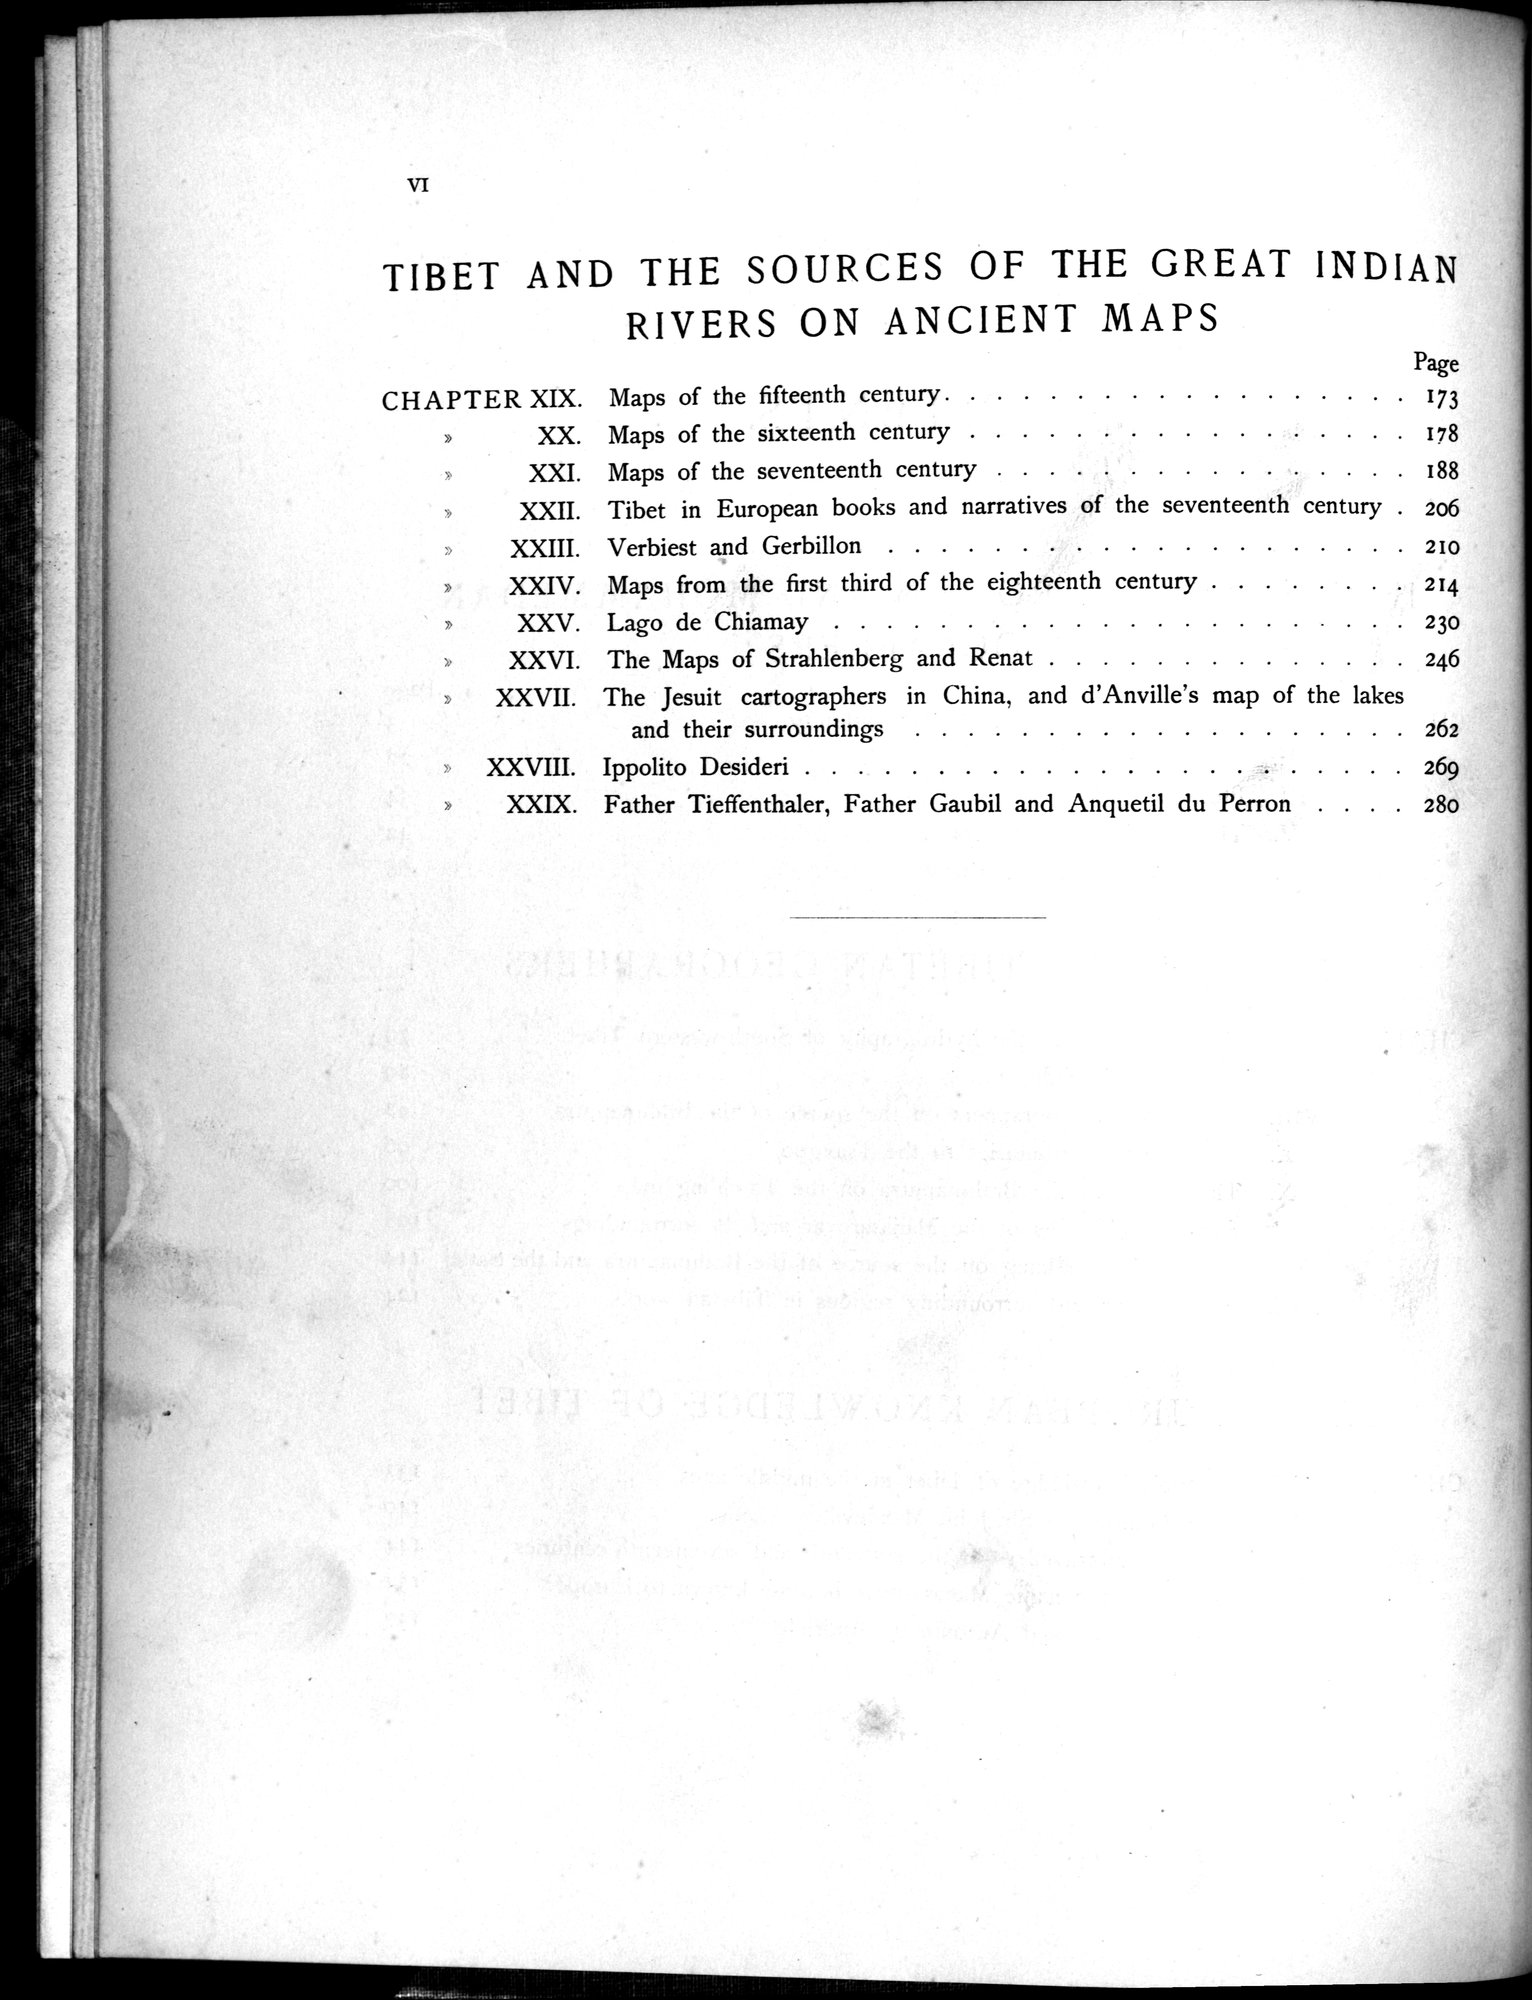 VI
TIBET AND THE SOURCES OF THE GREAT INDIAN
RIVERS ON ANCIENT MAPS
Page
CHAPTER XIX. Maps of the fifteenth century. . . . . . . . . . . . . . . . . . 173
» XX. Maps of the sixteenth century . . . . . . . . . . . . . . . . . 178
» XXI. Maps of the seventeenth century . . . . . . . . . . . . . . . . 188
» XXII. Tibet in European books and narratives of the seventeenth century . 206
» XXIII. Verbiest and Gerbillon . . . . . . . . . . . . . . . . . . . . 210
» XXIV. Maps from the first third of the eighteenth century . . . . . . . . 214
» XXV. Lago de Chiamay . . . . . . . . . . . . . . . . . . . . . . 230
» XXVI. The Maps of Strahlenberg and Renat . . . . . . . . . . . . . . 246
» XXVII. The Jesuit cartographers in China, and d'Anville's map of the lakes
and their surroundings . . . . . . . . . . . . . . . . . . . 262
» XXVIII. Ippolito Desideri . . . . . . . . . . . . . . . . . . . . . . . 269
» XXIX. Father Tieffenthaler, Father Gaubil and Anquetil du Perron . . . . 280